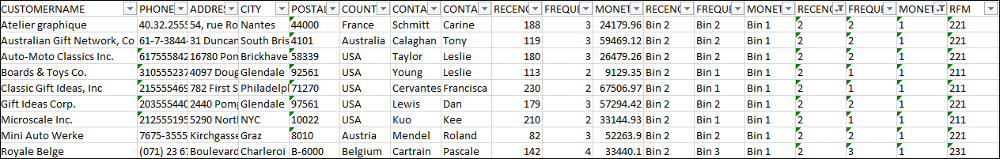 CUSTOMERNAME PHONE ADDRES CITY POSTAL COUNT CONTA CONTA RECENC FREQUE MONET RECENC FREQUE MONET RECENC FREQUE MONET RFM
Atelier graphique 40.32.2555 54, rue Ro Nantes 44000 France Schmitt Carine 188 3 24179.96 Bin 2 Bin 2 Bin 1 2 2 1 221
Australian Gift Network, Co 61-7-3844- 31 Duncan South Bris 4101 Australia Calaghan Tony 119 3 59469.12 Bin 2 Bin 2 Bin 1 2 2 1 221
Auto-Moto Classics Inc. 617555842 16780 Pom Brickhave 58339 USA Taylor Leslie 180 3 26479.26 Bin 2 Bin 2 Bin 1 2 2 1 221
Boards & Toys Co. 310555237 4097 Doug Glendale 92561 USA Young Leslie 113 2 9129.35 Bin 2 Bin 1 Bin 1 2 1 1 211
Classic Gift Ideas, Inc 215555469 782 First S Philadelp 71270 USA Cervantes Francisca 230 2 67506.97 Bin 2 Bin 1 Bin 1 2 1 1 211
Gift Ideas Corp. 203555440 2440 Pomp Glendale 97561 USA Lewis Dan 179 3 57294.42 Bin 2 Bin 2 Bin 1 2 2 1 221
Microscale Inc. 212555195 5290 North NYC 10022 USA Kuo Kee 210 2 33144.93 Bin 2 Bin 1 Bin 1 2 1 1 211
Mini Auto Werke 7675-3555 Kirchgasse Graz 8010 Austria Mendel Roland 82 3 52263.9 Bin 2 Bin 2 Bin 1 2 2 1 221
Royale Belge (071) 23 67 Boulevard Charleroi B-6000 Belgium Cartrain Pascale 142 4 33440.1 Bin 2 Bin 3 Bin 1 2 3 1 231